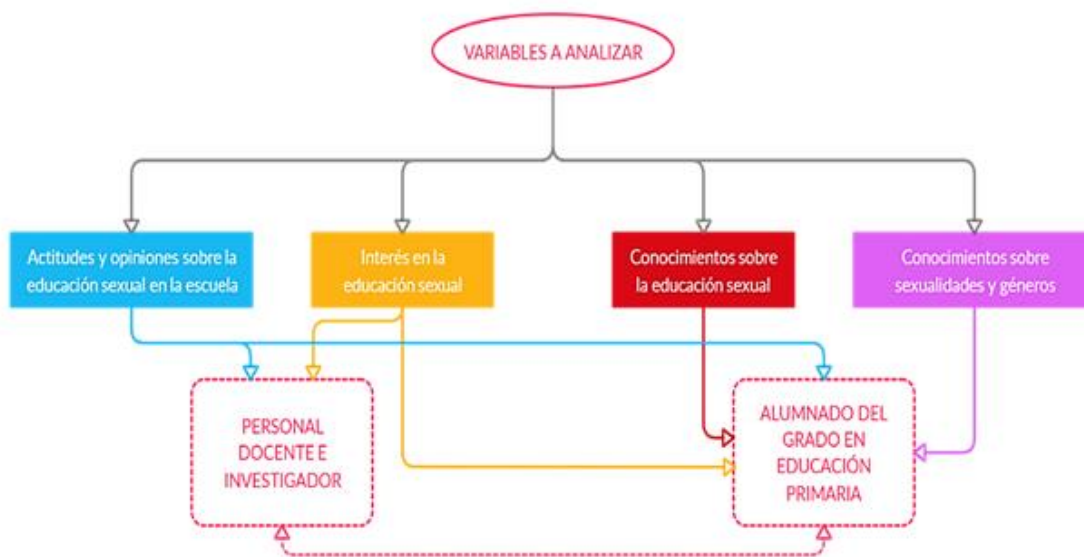 VARIABLES A ANALIZAR
Actitudes y opiniones sobre la
educación sexual en la escuela
Interés en la
educación sexual
Conocimientos sobre
la educación sexual
Conocimientos sobre
sexualidades y géneros
PERSONAL
DOCENTE E
INVESTIGADOR
ALUMNADO DEL
GRADO EN
EDUCACIÓN
PRIMARIA